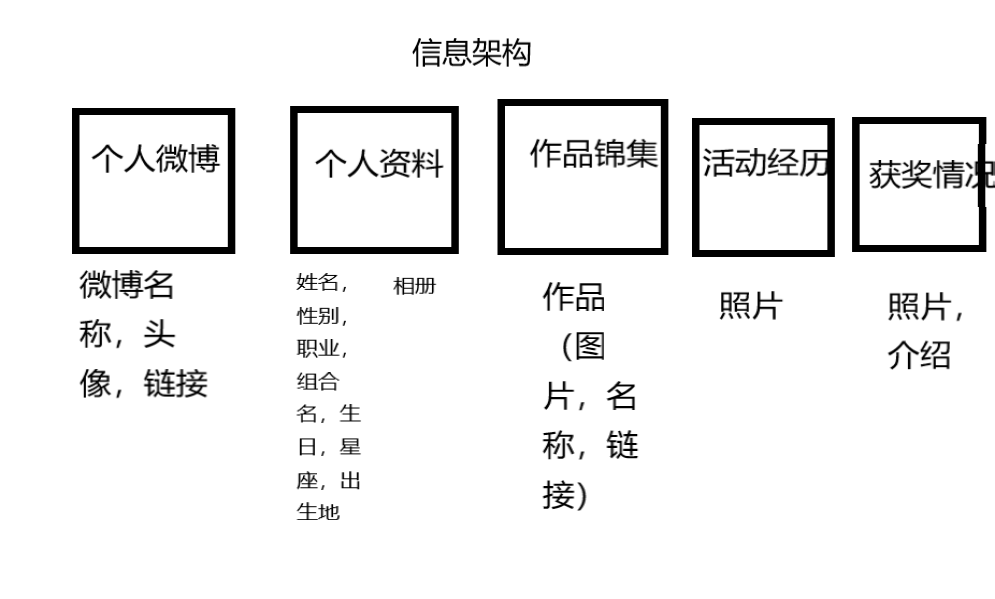 信息架构
个人微博
个人资料
作品锦集
活动经历
获奖情况
微博名
称，头
像，链接
姓名，
性别，
职业，
组合
名，生
日，星
座，出
生地
相册
作品
（图
片，名
称，链
接）
照片
照片，
介绍